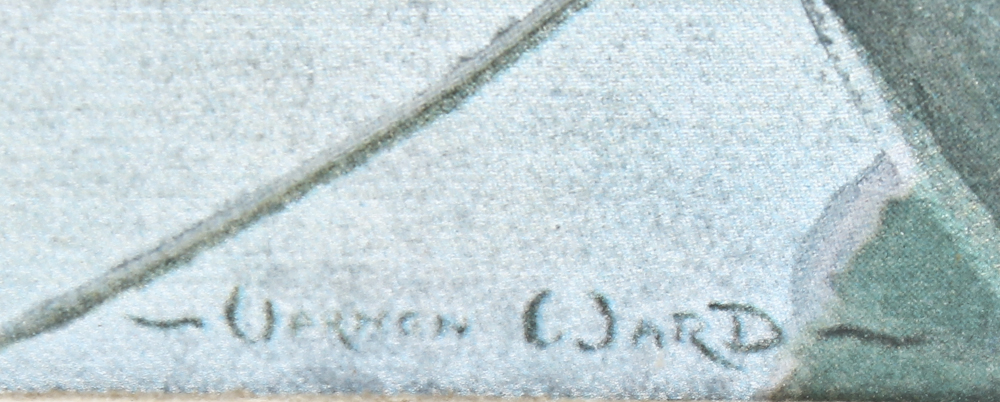 ~ VERNON WARD ~